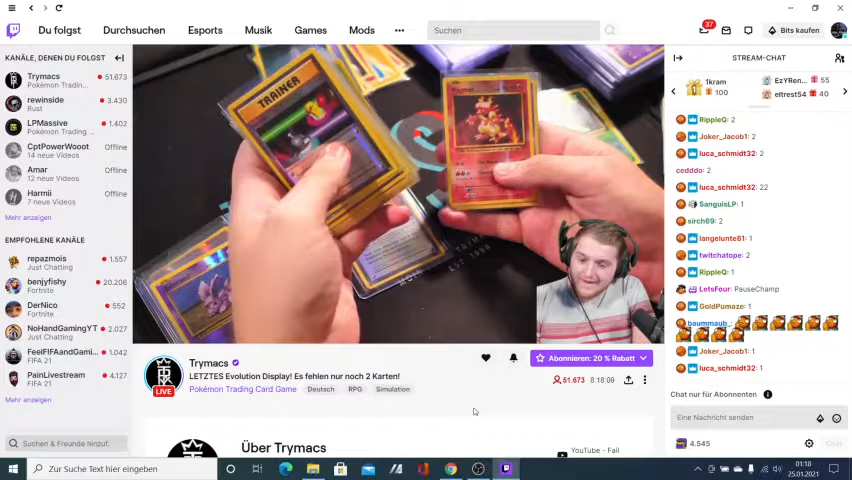 Du folgst
Durchsuchen
Esports
Musik
Games
Mods
Suchen
37
Bits kaufen
KANÄLE, DENEN DU FOLGST
Trymacs
Pokémon Tradin...
51.673
rewinside
Rust
3.430
LPMassive
Pokémon Trading ...
1.402
CptPowerWooot
14 neue Videos
Offline
Amar
12 neue Videos
Offline
Harmii
7 neue Videos
Offline
Mehr anzeigen
EMPFOHLENE KANÄLE
repazmois
Just Chatting
1.557
benjyfishy
Fortnite
20.206
DerNico
Fortnite
552
NoHandGamingYT
Just Chatting
2.027
FeelFIFAandGami...
FIFA 21
1.042
PainLivestream
FIFA 21
4.127
Mehr anzeigen
Suchen & Freunde hinzuf.
TRAINER
EST 1994
LIVE
Trymacs
LETZTES Evolution Display! Es fehlen nur noch 2 Karten!
Pokémon Trading Card Game
Deutsch
RPG
Simulation
Abonnieren: 20 % Rabatt
51.673
8:18:09
Über Trymacs
YouTube - Fail
STREAM-CHAT
1kram
100
EzYRen...
55
eltrest54
40
RippleQ: 2
Joker_Jacob1: 2
luca_schmidt32: 2
cedddo: 2
luca_schmidt32: 22
SanguisLP: 1
sirch69: 2
langelunte81: 1
twitchatope: 2
RippleQ: 1
LetsFour: PauseChamp
GoldPumaze: 1
baummaub_:
Joker_Jacob1: 1
luca_schmidt32: 1
Chat nur für Abonnenten
Eine Nachricht senden
4.545
Chat
Zur Suche Text hier eingeben
01:18
25.01.2021